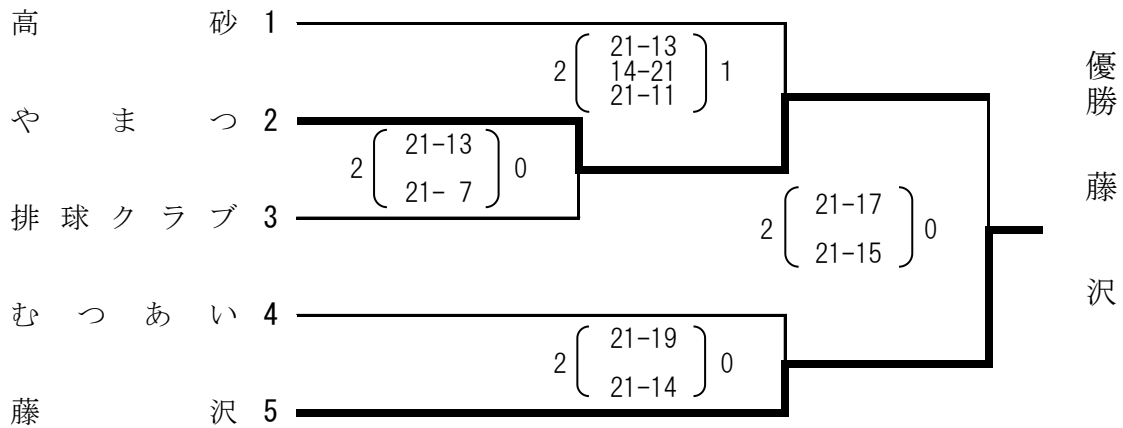 高砂 1
2 21-13 14-21 21-11 1
やまつ 2
2 21-13 21- 7 0
排球クラブ 3
2 21-17 21-15 0
むつあい 4
2 21-19 21-14 0
藤沢 5
優勝 藤沢